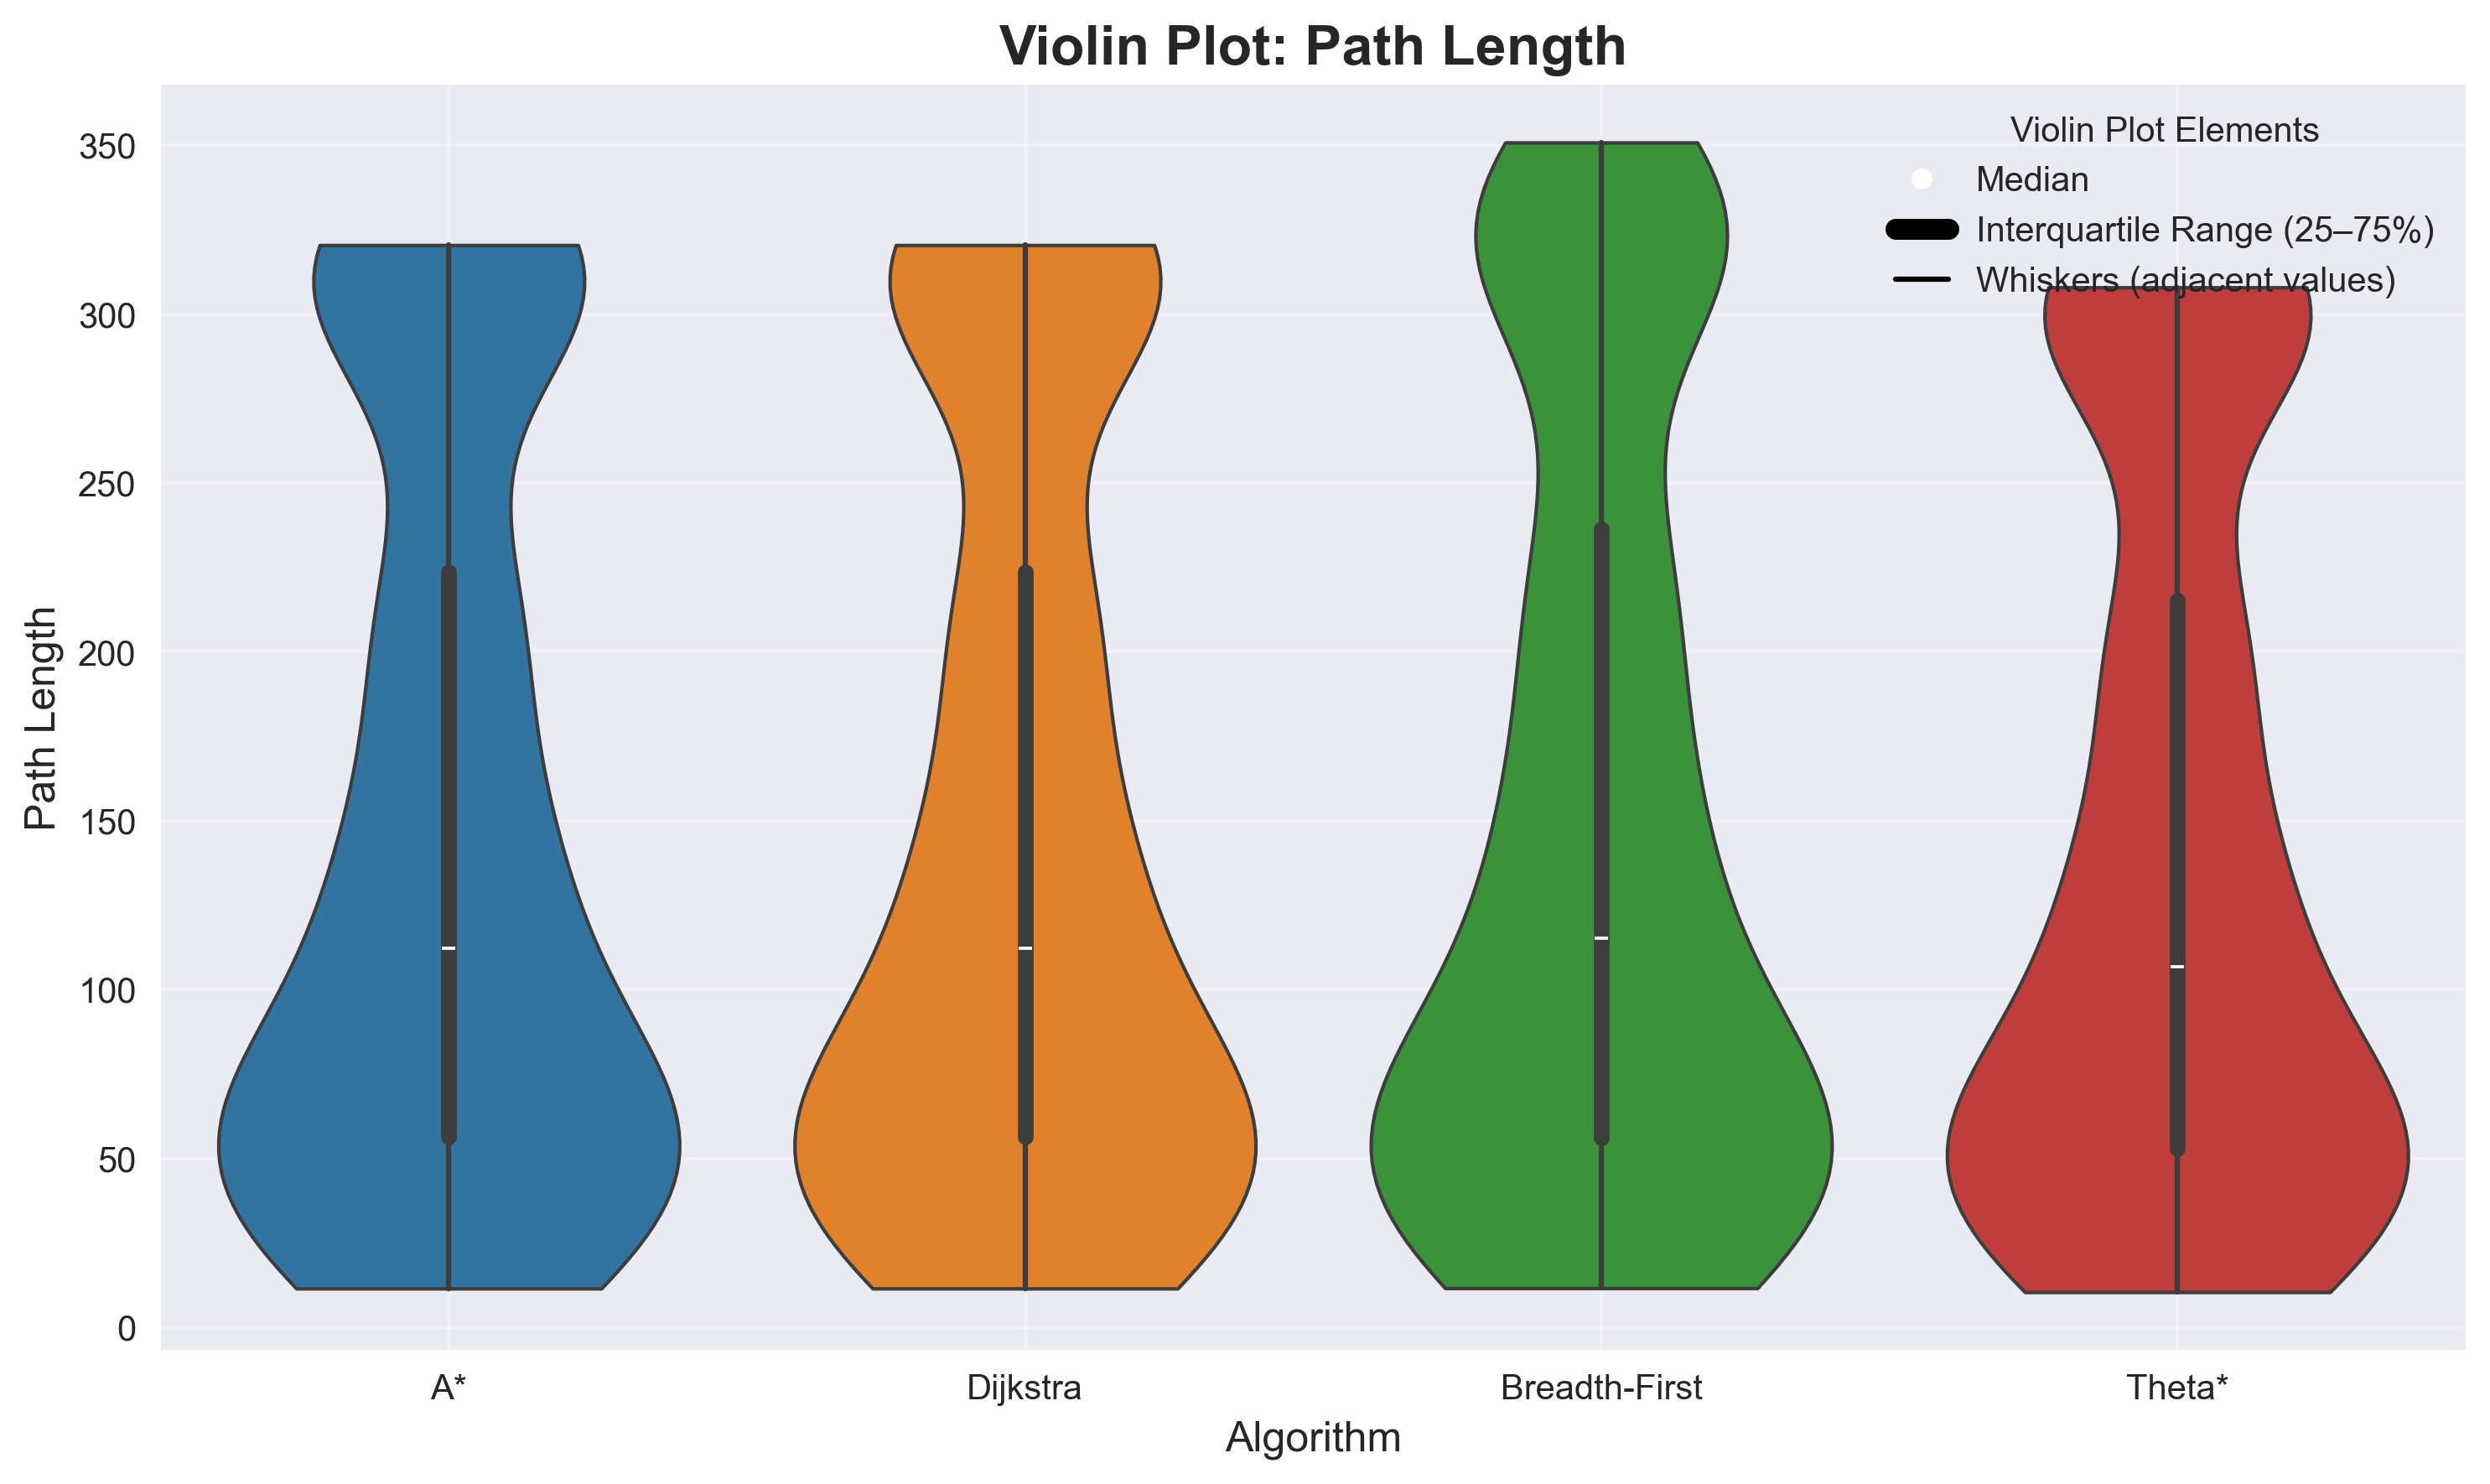 Violin Plot: Path Length
Violin Plot Elements
Median
Interquartile Range (25–75%)
Whiskers (adjacent values)
Path Length
350
300
250
200
150
100
50
0
A*
Dijkstra
Breadth-First
Theta*
Algorithm